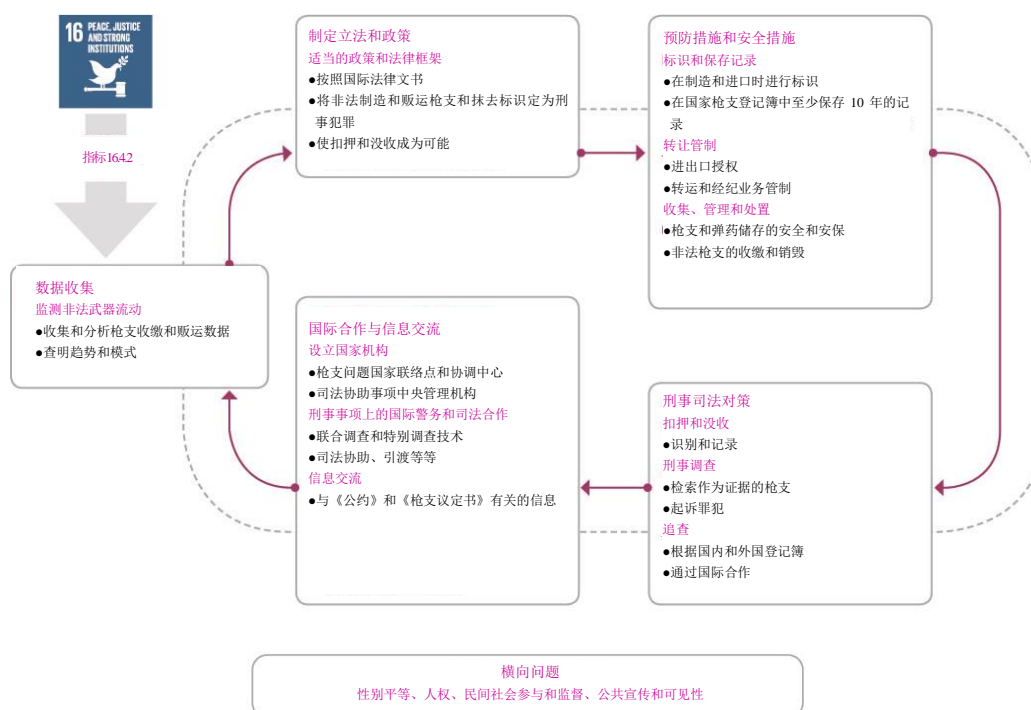 16 PEACE, JUSTICE
AND STRONG
INSTITUTIONS
指标16.4.2
数据收集
监测非法武器流动
●收集和分析枪支收缴和贩运数据
●查明趋势和模式
制定立法和政策
适当的政策和法律框架
●按照国际法律文书
●将非法制造和贩运枪支和抹去标识定为刑
事犯罪
●使扣押和没收成为可能
预防措施和安全措施
标识和保存记录
●在制造和进口时进行标识
●在国家枪支登记簿中至少保存 10 年的记
录
转让管制
●进出口授权
●转运和经纪业务管制
收集、管理和处置
●枪支和弹药储存的安全和安保
●非法枪支的收缴和销毁
刑事司法对策
扣押和没收
●识别和记录
刑事调查
●检索作为证据的枪支
●起诉罪犯
追查
●根据国内和外国登记簿
●通过国际合作
国际合作与信息交流
设立国家机构
●枪支问题国家联络点和协调中心
●司法协助事项中央管理机构
刑事事项上的国际警务和司法合作
●联合调查和特别调查技术
●司法协助、引渡等等
信息交流
●与《公约》和《枪支议定书》有关的信息
横向问题
性别平等、人权、民间社会参与和监督、公共宣传和可见性